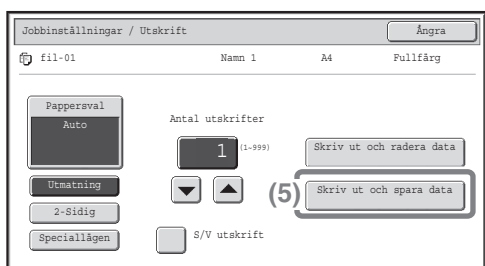 Jobbinställningar / Utskrift
Ångra
fil-01 Namn 1 A4 Fullfärg
Pappersval
Auto
Antal utskrifter
1 (1~999)
Skriv ut och radera data
Utmatning
(5) Skriv ut och spara data
2-Sidig
Speciallågen
S/V utskrift